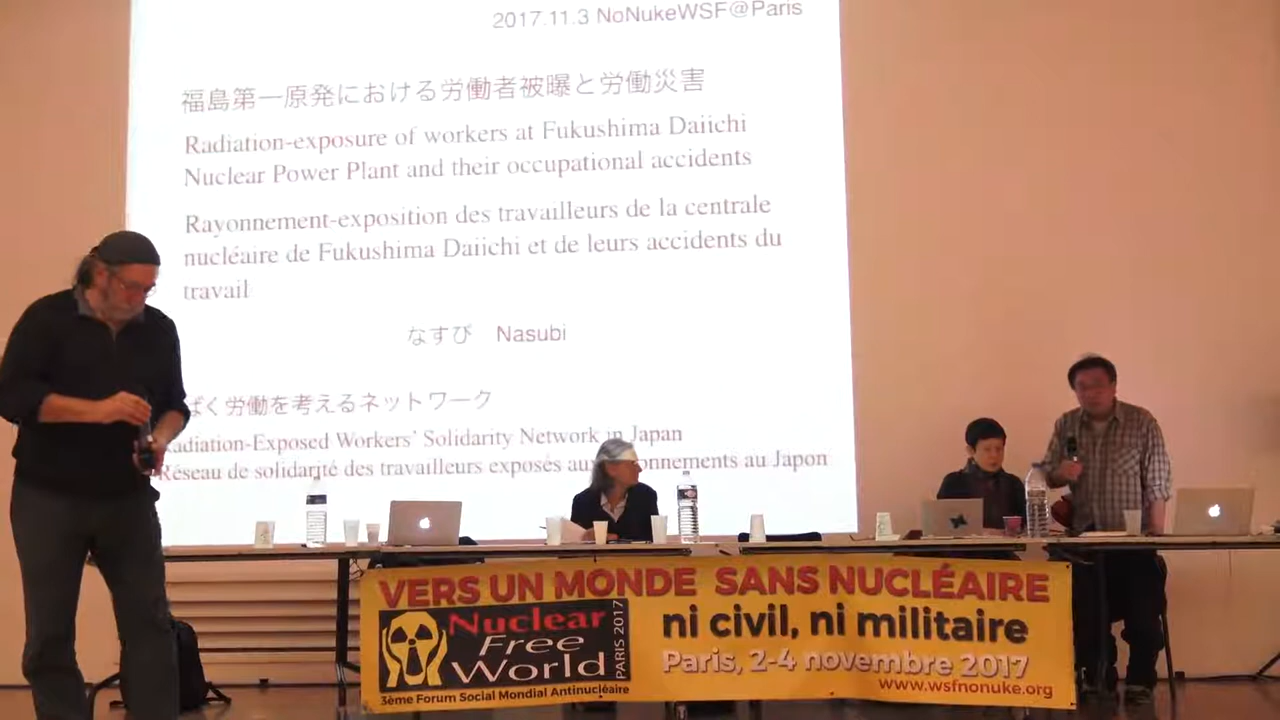 2017.11.3 NoNukeWSF@Paris
福島第一原発における労働者被曝と労働災害
Radiation-exposure of workers at Fukushima Daiichi
Nuclear Power Plant and their occupational accidents
Rayonnement-exposition des travailleurs de la centrale
nucléaire de Fukushima Daiichi et de leurs accidents du
travail
なすび Nasubi
ばく労働を考えるネットワーク
adiation-Exposed Workers' Solidarity Network in Japan
Réseau de solidarité des travailleurs exposés aux onnements au Japon
VERS UN MONDE SANS NUCLÉAIRE
ni civil, ni militaire
Paris, 2-4 novembre 2017
www.wsfnonuke.org
Nuclear
Free
World
PARIS 2017
3ème Forum Social Mondial Antinucléaire